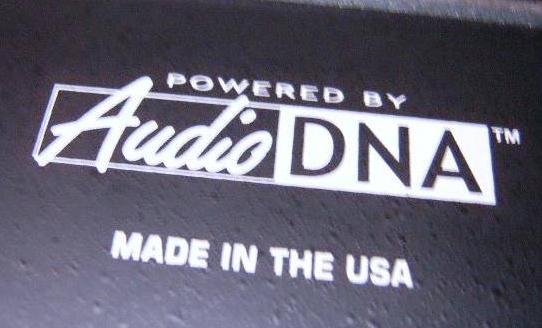 POWERED BY
AudioDNA™
MADE IN THE USA